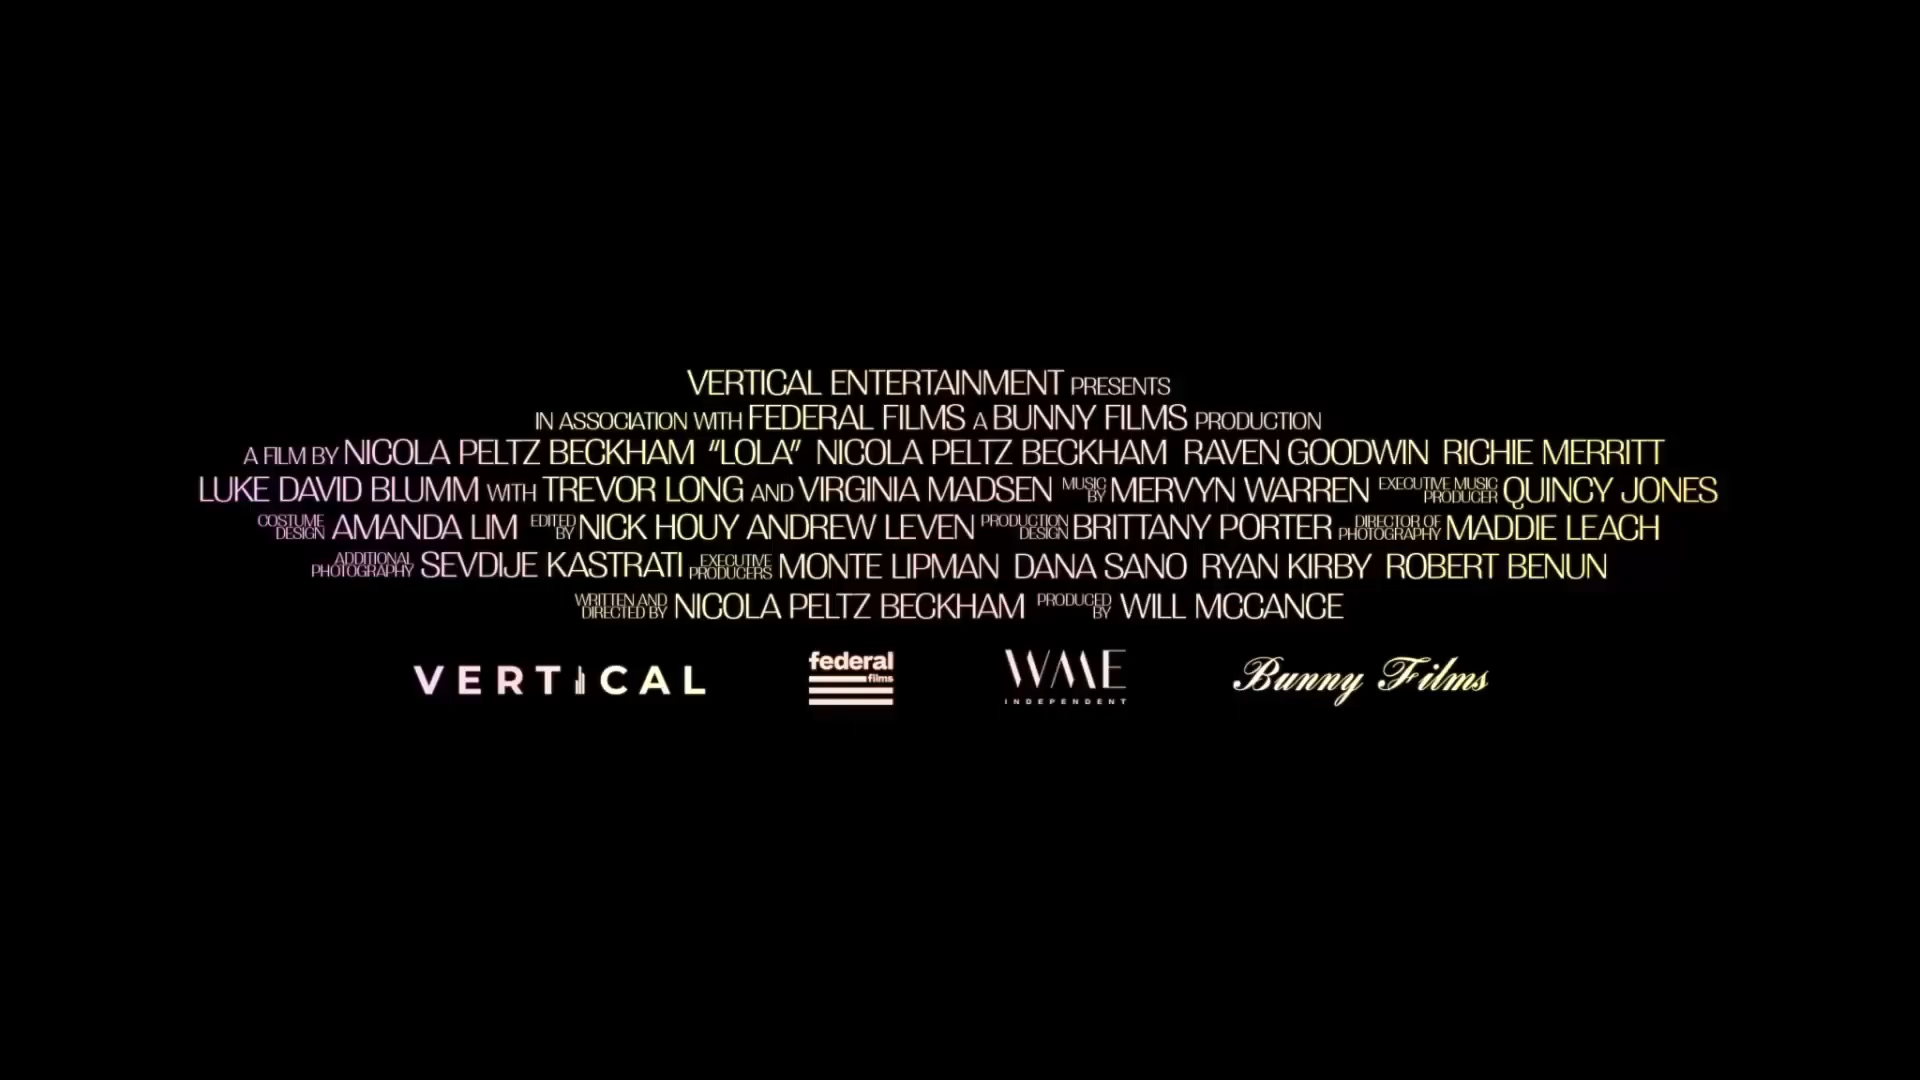 VERTICAL ENTERTAINMENT PRESENTS
IN ASSOCIATION WITH FEDERAL FILMS A BUNNY FILMS PRODUCTION
A FILM BY NICOLA PELTZ BECKHAM "LOLA" NICOLA PELTZ BECKHAM RAVEN GOODWIN RICHIE MERRITT
LUKE DAVID BLUMM WITH TREVOR LONG AND VIRGINIA MADSEN MUSIC BY MERVYN WARREN EXECUTIVE MUSIC PRODUCER QUINCY JONES
COSTUME DESIGN AMANDA LIM EDITED BY NICK HOUY ANDREW LEVEN PRODUCTION DESIGN BRITTANY PORTER DIRECTOR OF PHOTOGRAPHY MADDIE LEACH
ADDITIONAL PHOTOGRAPHY SEVDIJE KASTRATI EXECUTIVE PRODUCERS MONTE LIPMAN DANA SANO RYAN KIRBY ROBERT BENUN
WRITTEN AND DIRECTED BY NICOLA PELTZ BECKHAM PRODUCED BY WILL MCCANCE
VERTICAL federal films WME INDEPENDENT Bunny Films